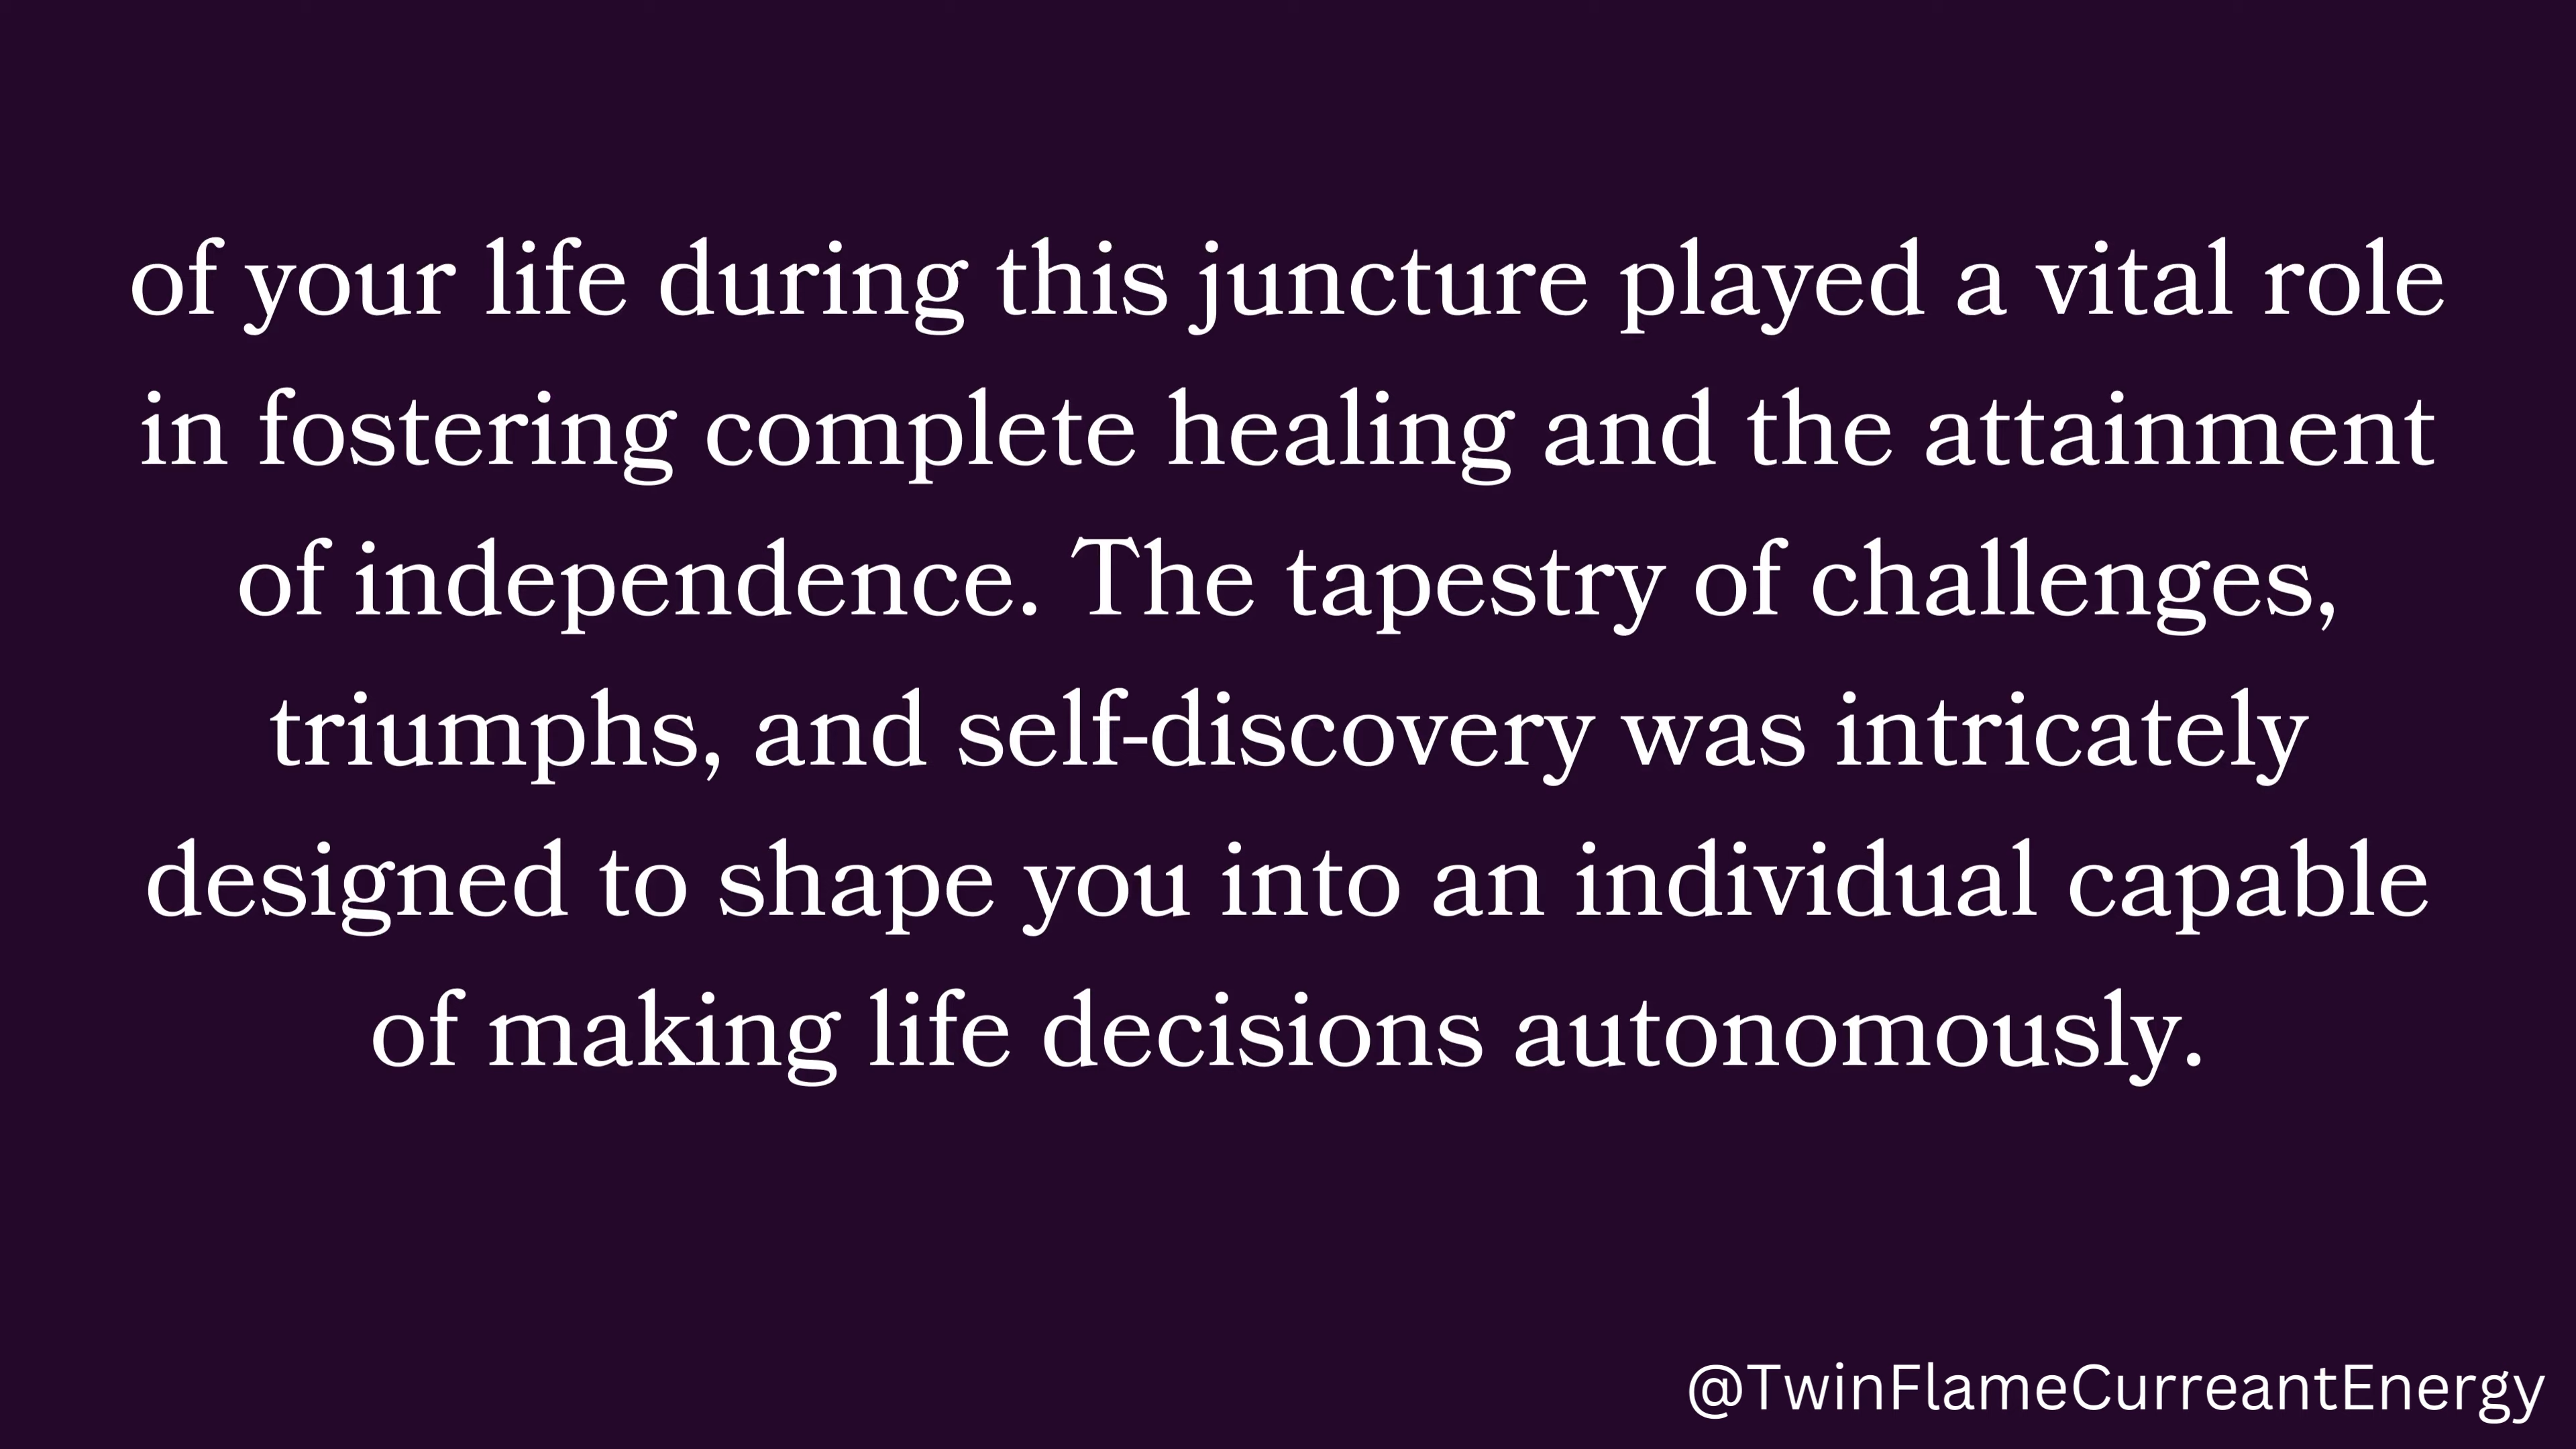 of your life during this juncture played a vital role
in fostering complete healing and the attainment
of independence. The tapestry of challenges,
triumphs, and self-discovery was intricately
designed to shape you into an individual capable
of making life decisions autonomously.
@TwinFlameCurreantEnergy